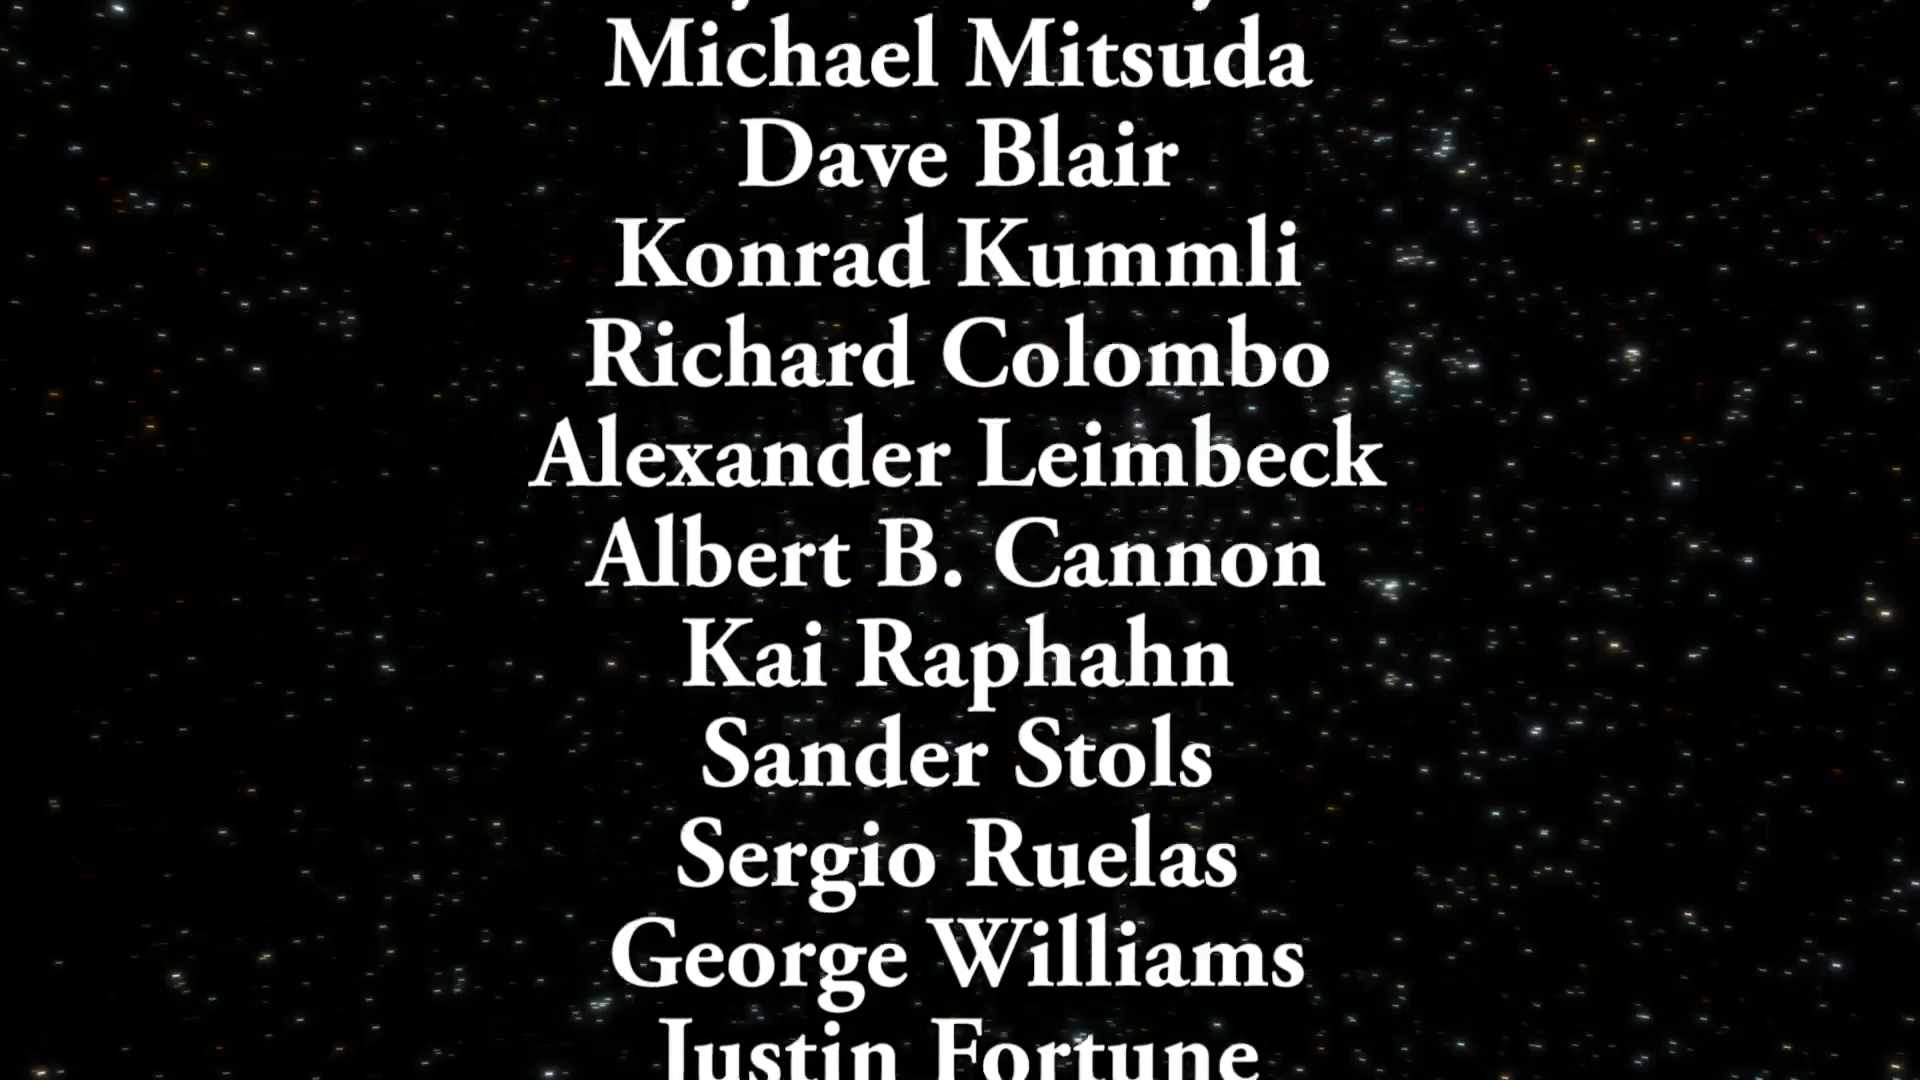 Michael Mitsuda
Dave Blair
Konrad Kummli
Richard Colombo
Alexander Leimbeck
Albert B. Cannon
Kai Raphahn
Sander Stols
Sergio Ruelas
George Williams
Justin Fortune